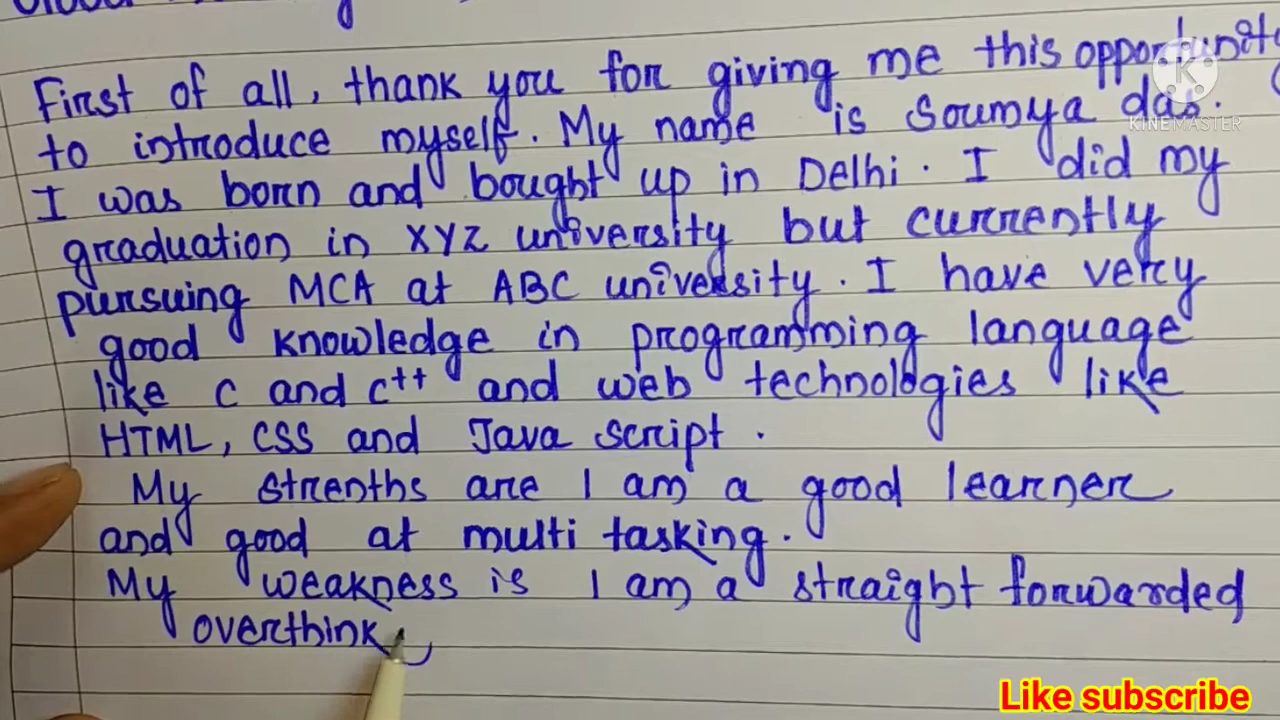 First of all, thank you for giving me this opportunity
to introduce myself. My name is Soumya das.
I was born and bought up in Delhi. I did my
graduation in XYZ university but currently
pursuing MCA at ABC university. I have very
good knowledge in programming language
like C and C++ and web technologies like
HTML, CSS and Java script.
My strenths are I am a good learner
and good at multi tasking.
My weakness is I am a straight forwarded
overthink
KINEMASTER
Like subscribe